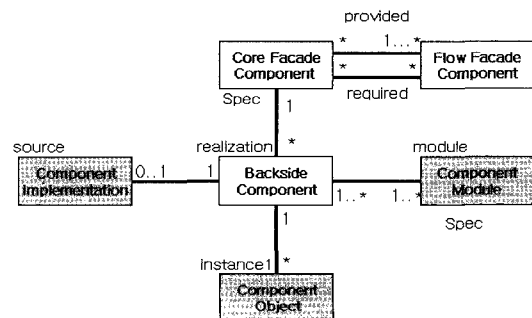 provided
* 1...*
Core Facade
Component
Flow Facade
Component
* *
required
Spec
1
source
realization
*
module
Component
Implementation
0..1
1
Backside
Component
1..*
1..*
Component
Module
1
Spec
instance1
*
Component
Object